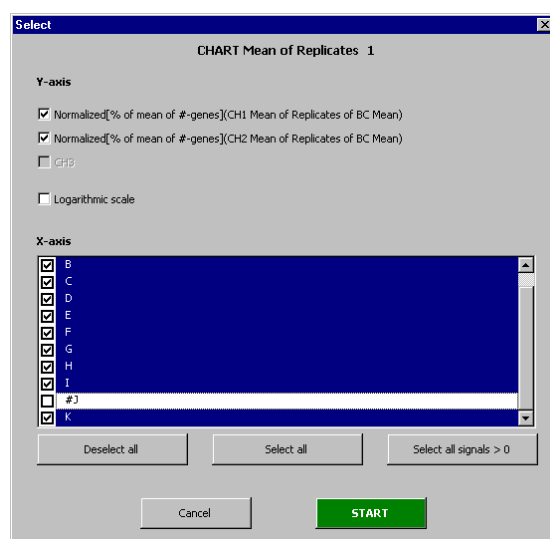 Select
CHART Mean of Replicates 1
Y-axis
Normalized[% of mean of #-genes](CH1 Mean of Replicates of BC Mean)
Normalized[% of mean of #-genes](CH2 Mean of Replicates of BC Mean)
CH3
Logarithmic scale
X-axis
B
C
D
E
F
G
H
I
#J
K
Deselect all Select all Select all signals > 0
Cancel START